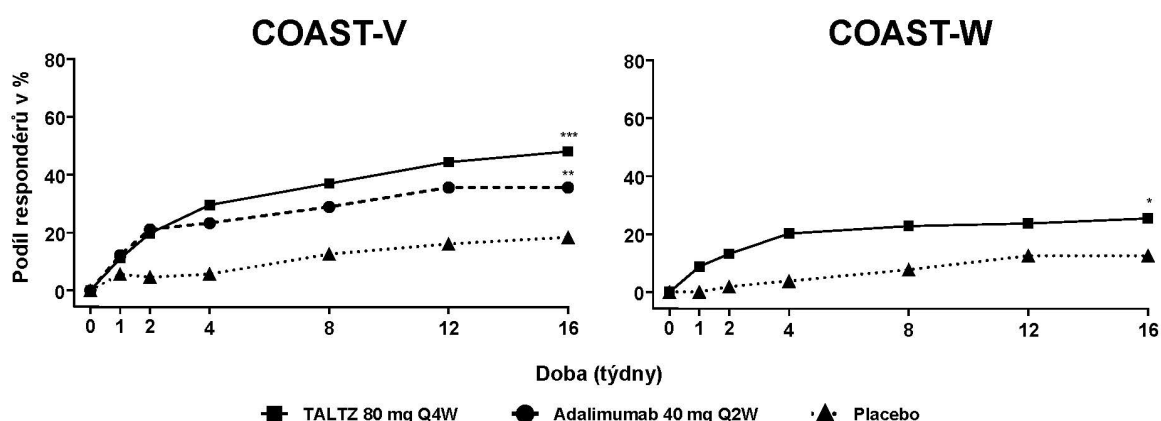 COAST-V
COAST-W
Podíl respondérů v %
80
60
40
20
0
***
**
0 1 2 4 8 12 16
80
60
40
20
0
*
0 1 2 4 8 12 16
Doba (týdny)
TALTZ 80 mg Q4W Adalimumab 40 mg Q2W Placebo